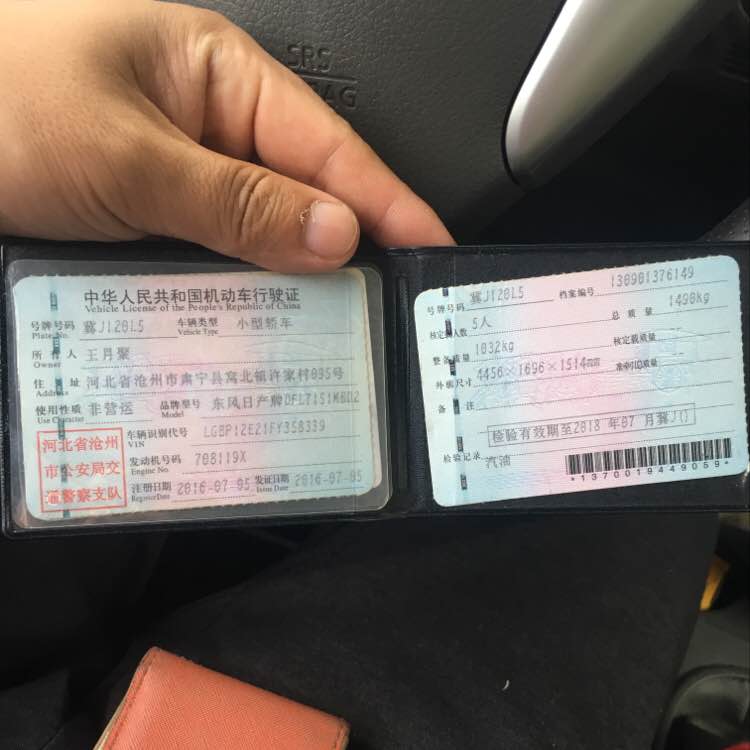 SRS
AG
中华人民共和国机动车行驶证
Vehicle License of the People's Republic of China
号牌号码 冀J120L5 车辆类型 小型轿车
Plate No. Vehicle Type
所有人 王月聚
Owner
住址 河北省沧州市肃宁县窝北镇许家村095号
Address
使用性质 非营运 品牌型号 东风日产牌DFL7151MBD2
Use Character Model
河北省沧州
市公安局交
通警察支队
车辆识别代号 LGBP12E21FY358339
VIN
发动机号码 708119X
Engine No.
注册日期 2016-07-05 发证日期 2016-07-05
Register Date Issue Date
号牌号码 冀J120L5 档案编号 130901376149
核定载人数 5人 总质量 1490kg
整备质量 1032kg 核定载质量 --
外廓尺寸 4456×1696×1514mm 准牵引总质量 --
备注
检验有效期至2018年07月冀J()
检验记录 汽油
*1370019449059*